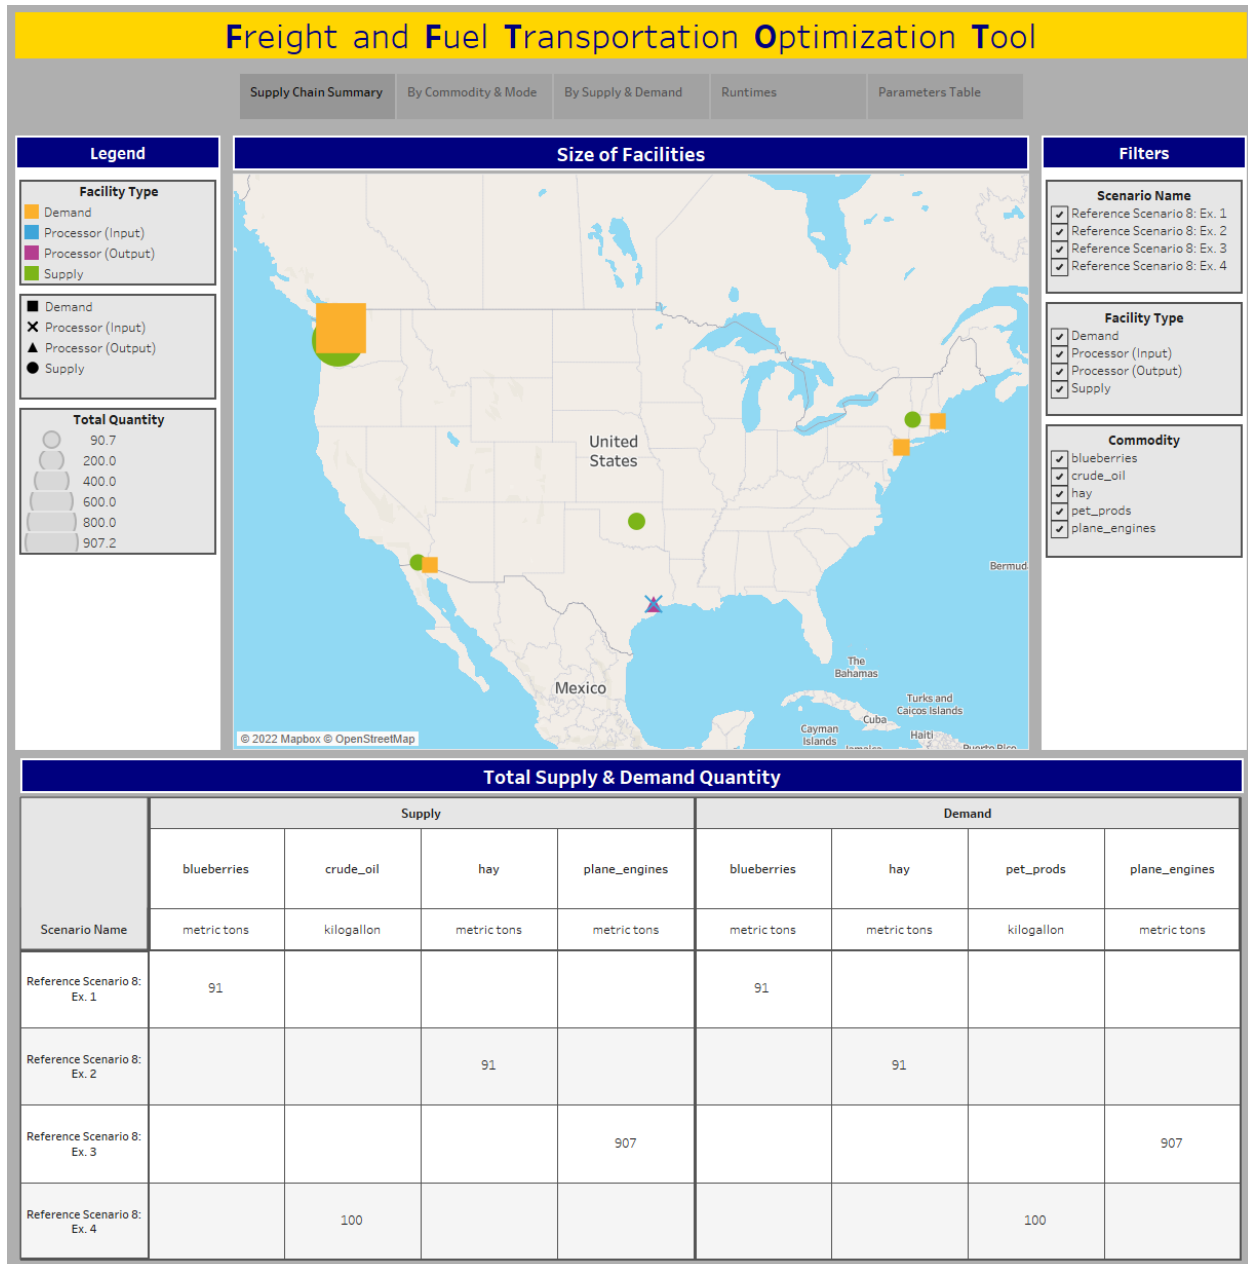 Freight and Fuel Transportation Optimization Tool
Supply Chain Summary
By Commodity & Mode
By Supply & Demand
Runtimes
Parameters Table
Legend
Facility Type
Demand
Processor (Input)
Processor (Output)
Supply
Demand
Processor (Input)
Processor (Output)
Supply
Total Quantity
90.7
200.0
400.0
600.0
800.0
907.2
Size of Facilities
United
States
Mexico
Bermud
The
Bahamas
Turks and
Caicos Islands
Cuba
Cayman
Islands
Haiti
Jamaica
Puerto Rico
© 2022 Mapbox © OpenStreetMap
Filters
Scenario Name
Reference Scenario 8: Ex. 1
Reference Scenario 8: Ex. 2
Reference Scenario 8: Ex. 3
Reference Scenario 8: Ex. 4
Facility Type
Demand
Processor (Input)
Processor (Output)
Supply
Commodity
blueberries
crude_oil
hay
pet_prods
plane_engines
Total Supply & Demand Quantity
Supply Demand
blueberries crude_oil hay plane_engines blueberries hay pet_prods plane_engines
Scenario Name metric tons kilogallon metric tons metric tons metric tons metric tons kilogallon metric tons
Reference Scenario 8:
Ex. 1
91 91
Reference Scenario 8:
Ex. 2
91 91
Reference Scenario 8:
Ex. 3
907 907
Reference Scenario 8:
Ex. 4
100 100